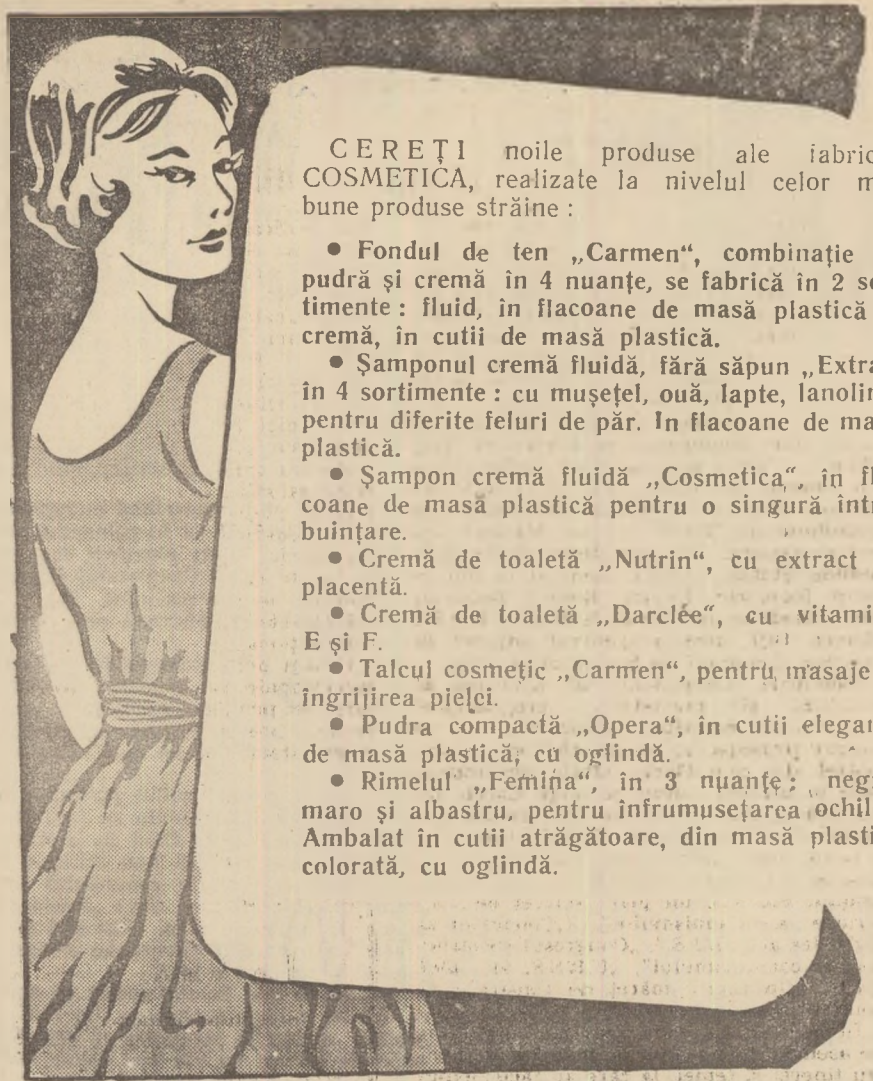 CEREȚI noile produse ale fabric
COSMETICA, realizate la nivelul celor m
bune produse străine :
• Fondul de ten „Carmen“, combinație
pudră și cremă în 4 nuanțe, se fabrică în 2 so
timente : fluid, în flacoane de masă plastică
cremă, în cutii de masă plastică.
• Șamponul cremă fluidă, fără săpun „Extra
în 4 sortimente : cu mușețel, ouă, lapte, lanolin
pentru diferite feluri de păr. In flacoane de ma
plastică.
• Șampon cremă fluidă „Cosmetica“, în fl
coane de masă plastică pentru o singură într
buințare.
• Cremă de toaletă „Nutrin“, cu extract
placentă.
• Cremă de toaletă „Darclée“, cu vitami
E și F.
• Talcul cosmetic „Carmen“, pentru masaje
îngrijirea pielei.
• Pudra compactă „Opera“, în cutii elegan
de masă plastică, cu oglindă.
• Rimelul „Femina“, în 3 nuanțe : neg
maro și albastru, pentru înfrumusețarea ochil
Ambalat în cutii atrăgătoare, din masă plasti
colorată, cu oglindă.